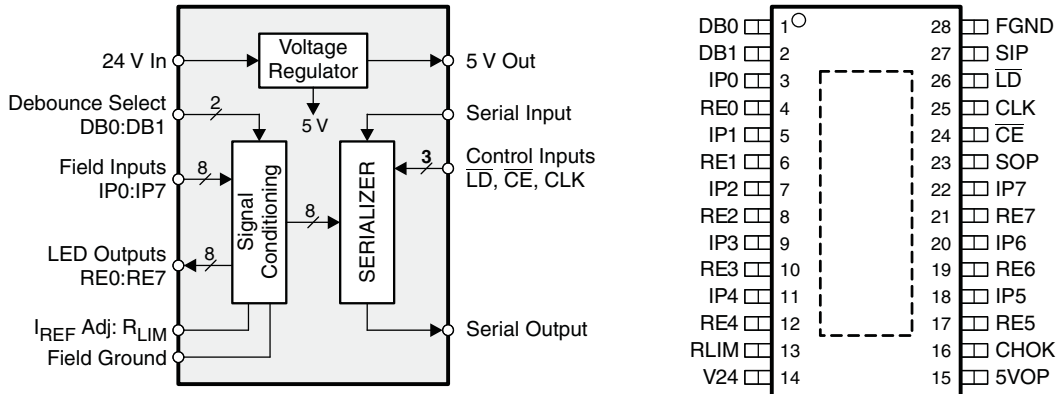 24 V In
Voltage
Regulator
5 V Out
Debounce Select
DB0:DB1
2
5 V
Serial Input
Field Inputs
IP0:IP7
8
Signal
Conditioning
8
SERIALIZER
3
Control Inputs
L̅D̅, C̅E̅, CLK
LED Outputs
RE0:RE7
8
IREF Adj: RLIM
Field Ground
Serial Output
DB0 1 28 FGND
DB1 2 27 SIP
IP0 3 26 L̅D̅
RE0 4 25 CLK
IP1 5 24 C̅E̅
RE1 6 23 SOP
IP2 7 22 IP7
RE2 8 21 RE7
IP3 9 20 IP6
RE3 10 19 RE6
IP4 11 18 IP5
RE4 12 17 RE5
RLIM 13 16 CHOK
V24 14 15 5VOP